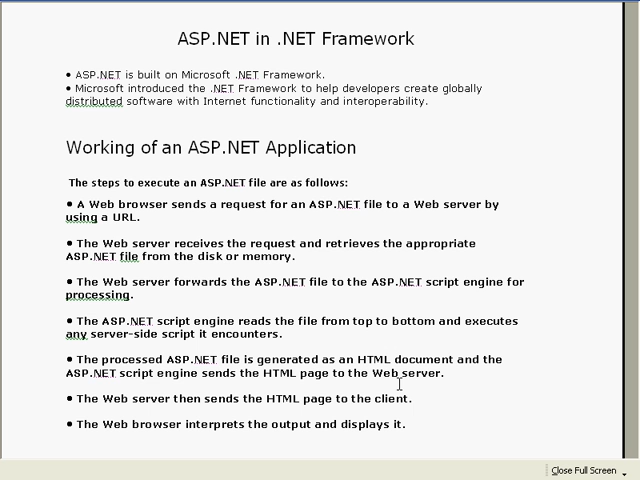 ASP.NET in .NET Framework
• ASP.NET is built on Microsoft .NET Framework.
• Microsoft introduced the .NET Framework to help developers create globally
distributed software with Internet functionality and interoperability.
Working of an ASP.NET Application
The steps to execute an ASP.NET file are as follows:
• A Web browser sends a request for an ASP.NET file to a Web server by
using a URL.
• The Web server receives the request and retrieves the appropriate
ASP.NET file from the disk or memory.
• The Web server forwards the ASP.NET file to the ASP.NET script engine for
processing.
• The ASP.NET script engine reads the file from top to bottom and executes
any server-side script it encounters.
• The processed ASP.NET file is generated as an HTML document and the
ASP.NET script engine sends the HTML page to the Web server.
• The Web server then sends the HTML page to the client.
• The Web browser interprets the output and displays it.
Close Full Screen